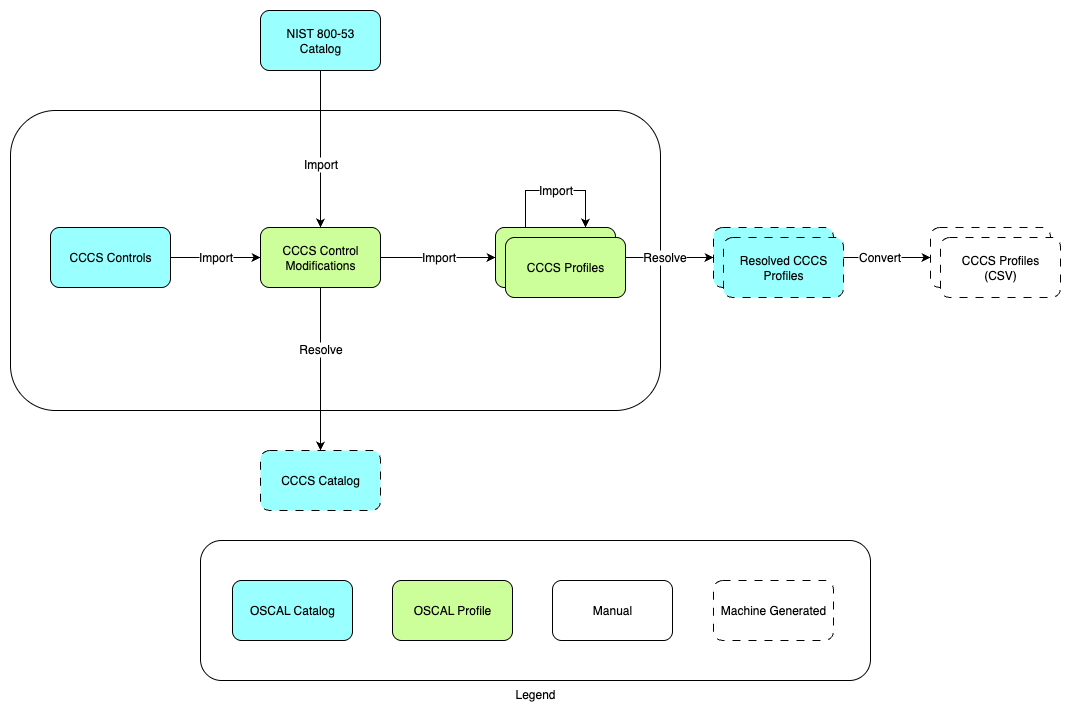 NIST 800-53
Catalog
Import
Import
CCCS Controls
Import
CCCS Control
Modifications
Import
CCCS Profiles
Resolve
Resolved CCCS
Profiles
Convert
CCCS Profiles
(CSV)
Resolve
CCCS Catalog
OSCAL Catalog
OSCAL Profile
Manual
Machine Generated
Legend